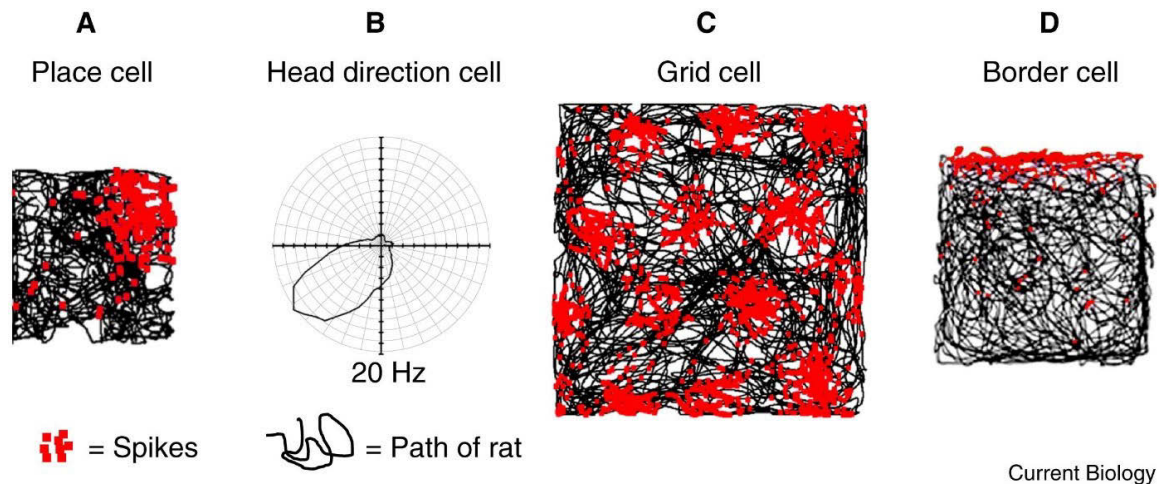 A
Place cell
B
Head direction cell
C
Grid cell
D
Border cell
20 Hz
= Spikes
= Path of rat
Current Biology